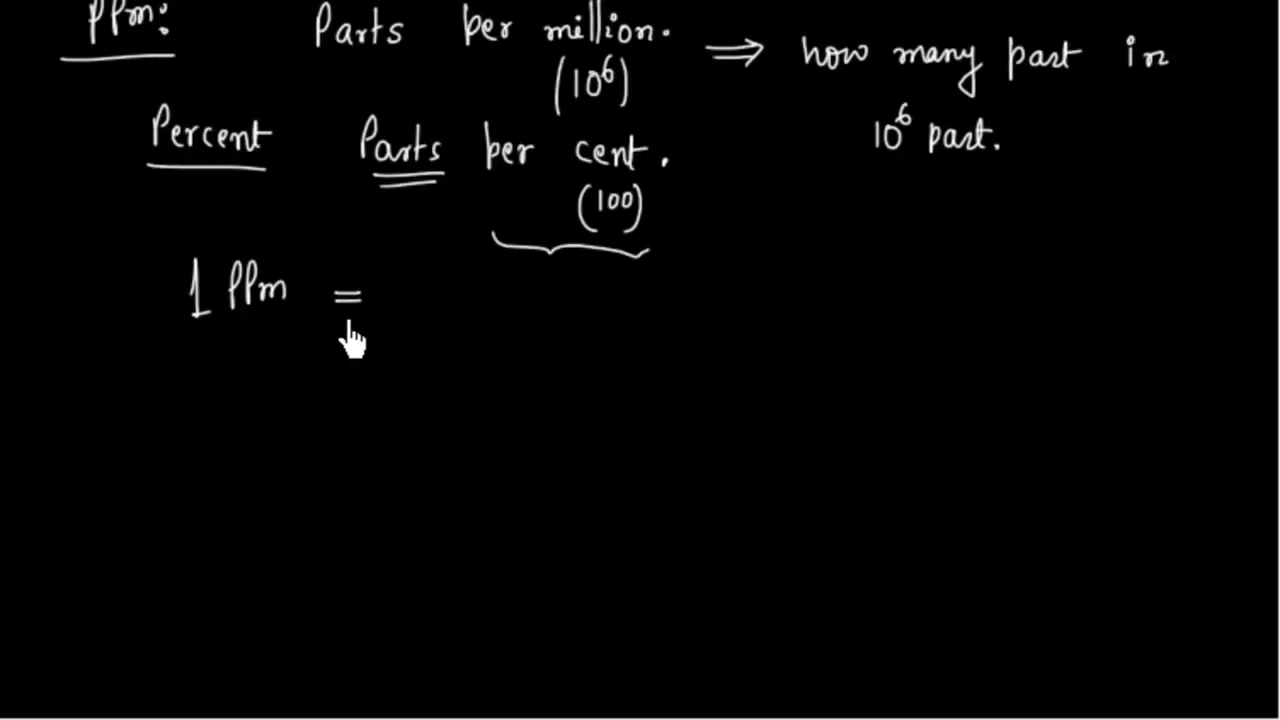 PPm: Parts per million. ⇒ how many part in
(10⁶) 10⁶ part.
Percent Parts per cent.
(100)
1 PPm =